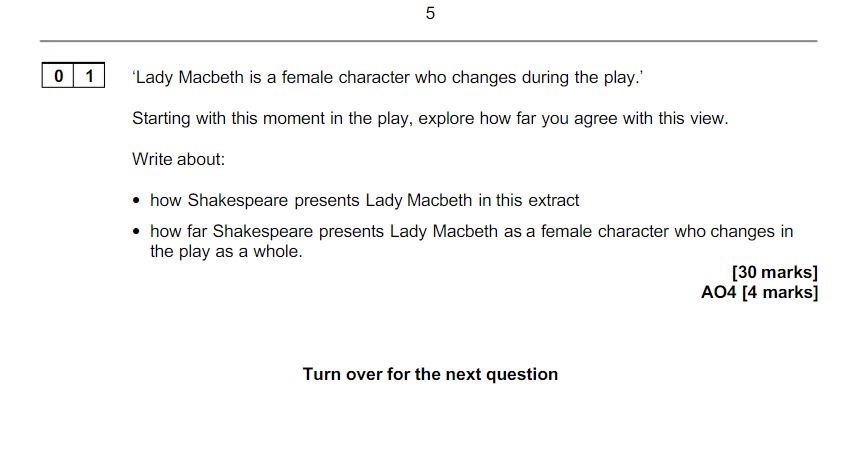 5
0 1 ‘Lady Macbeth is a female character who changes during the play.’
Starting with this moment in the play, explore how far you agree with this view.
Write about:
• how Shakespeare presents Lady Macbeth in this extract
• how far Shakespeare presents Lady Macbeth as a female character who changes in
the play as a whole.
[30 marks]
AO4 [4 marks]
Turn over for the next question